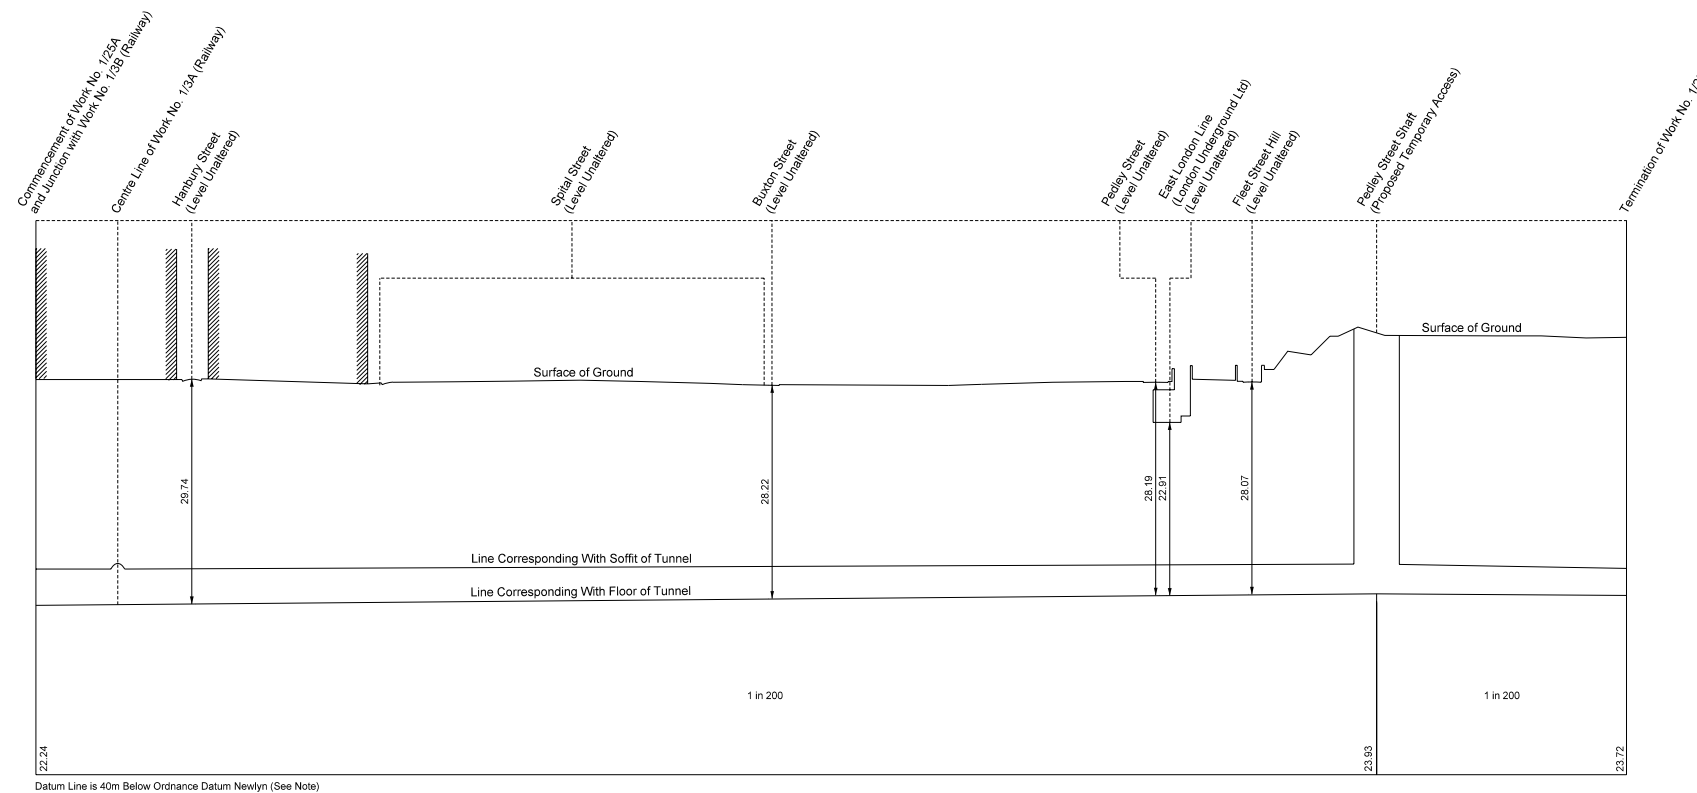 Commencement of Work No. 1/25A
and Junction with Work No. 1/3B (Railway)
Centre Line of Work No. 1/3A (Railway)
Hanbury Street
(Level Unaltered)
Spital Street
(Level Unaltered)
Buxton Street
(Level Unaltered)
Pedley Street
(Level Unaltered)
East London Line
(London Underground Ltd)
(Level Unaltered)
Fleet Street Hill
(Level Unaltered)
Pedley Street Shaft
(Proposed Temporary Access)
Termination of Work No.
Surface of Ground
Surface of Ground
29.74
28.22
28.19
22.91
28.07
Line Corresponding With Soffit of Tunnel
Line Corresponding With Floor of Tunnel
1 in 200
1 in 200
22.24
23.93
23.72
Datum Line is 40m Below Ordnance Datum Newlyn (See Note)